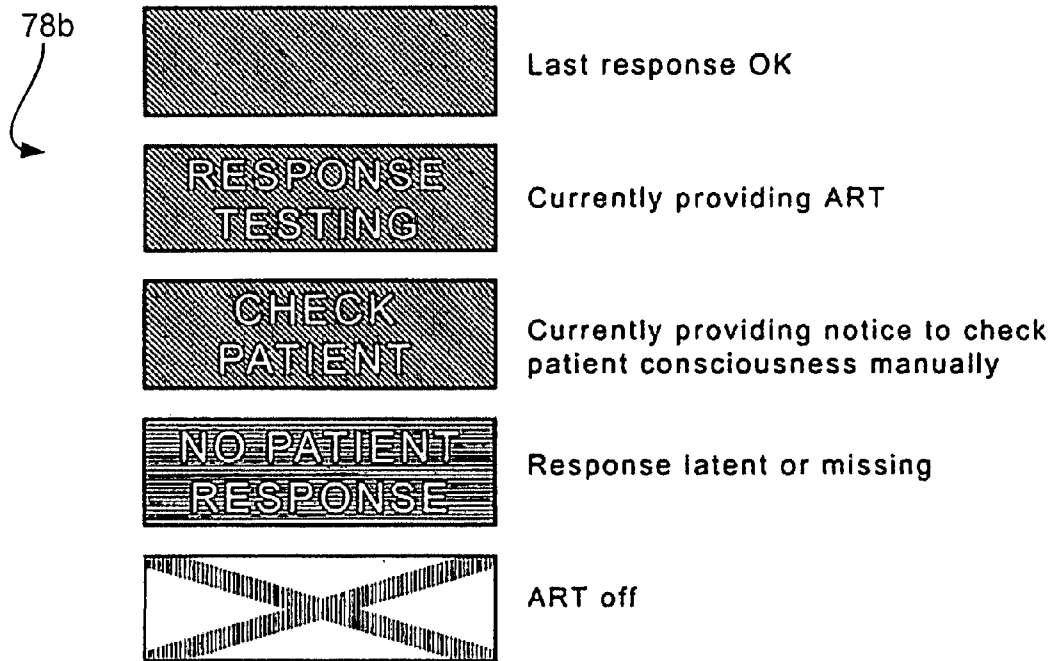 78b
Last response OK
RESPONSE
TESTING
Currently providing ART
CHECK
PATIENT
Currently providing notice to check
patient consciousness manually
NO PATIENT
RESPONSE
Response latent or missing
ART off